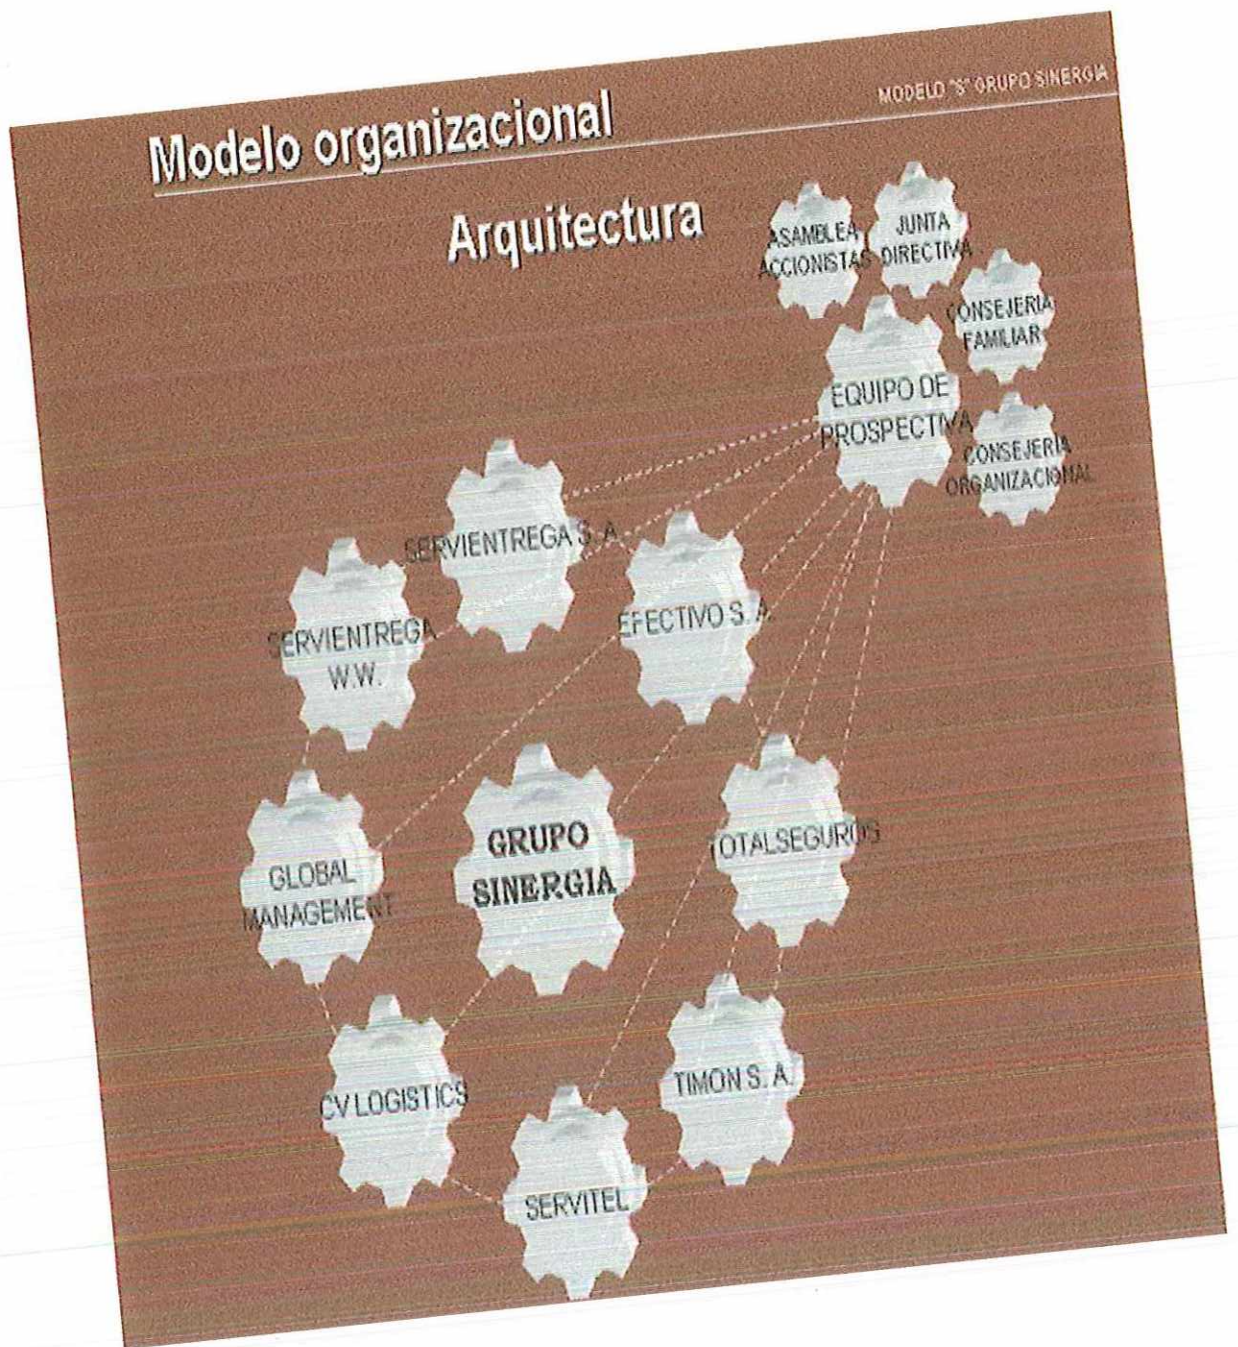 MODELO "S" GRUPO SINERGIA
Modelo organizacional
Arquitectura
ASAMBLEA
ACCIONISTAS
JUNTA
DIRECTIVA
CONSEJERIA
FAMILIAR
EQUIPO DE
PROSPECTIVA
CONSEJERIA
ORGANIZACIONAL
SERVIENTREGA S. A.
EFECTIVO S. A.
SERVIENTREGA
W.W.
GLOBAL
MANAGEMENT
GRUPO
SINERGIA
TOTALSEGUROS
CV LOGISTICS
TIMON S. A.
SERVITEL